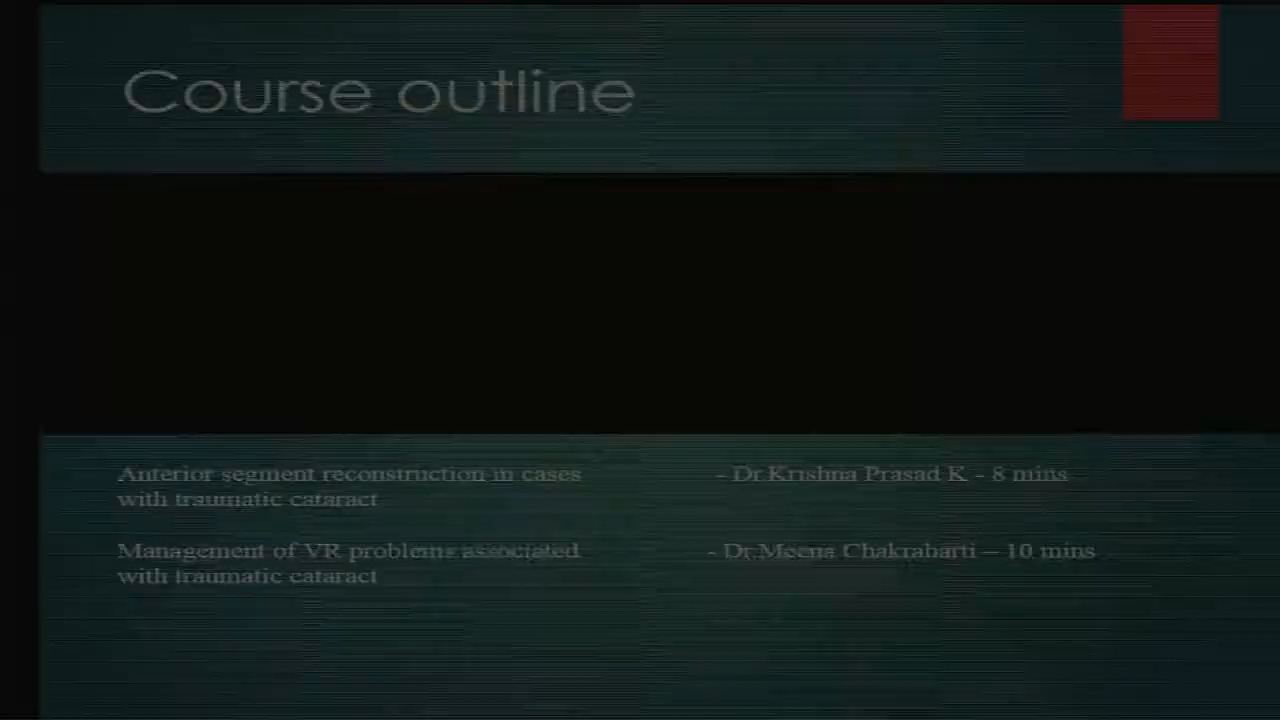 Course outline
Anterior segment reconstruction in cases - Dr Krishna Prasad K - 8 mins
with traumatic cataract
Management of VR problems associated - Dr.Meena Chakrabarti – 10 mins
with traumatic cataract